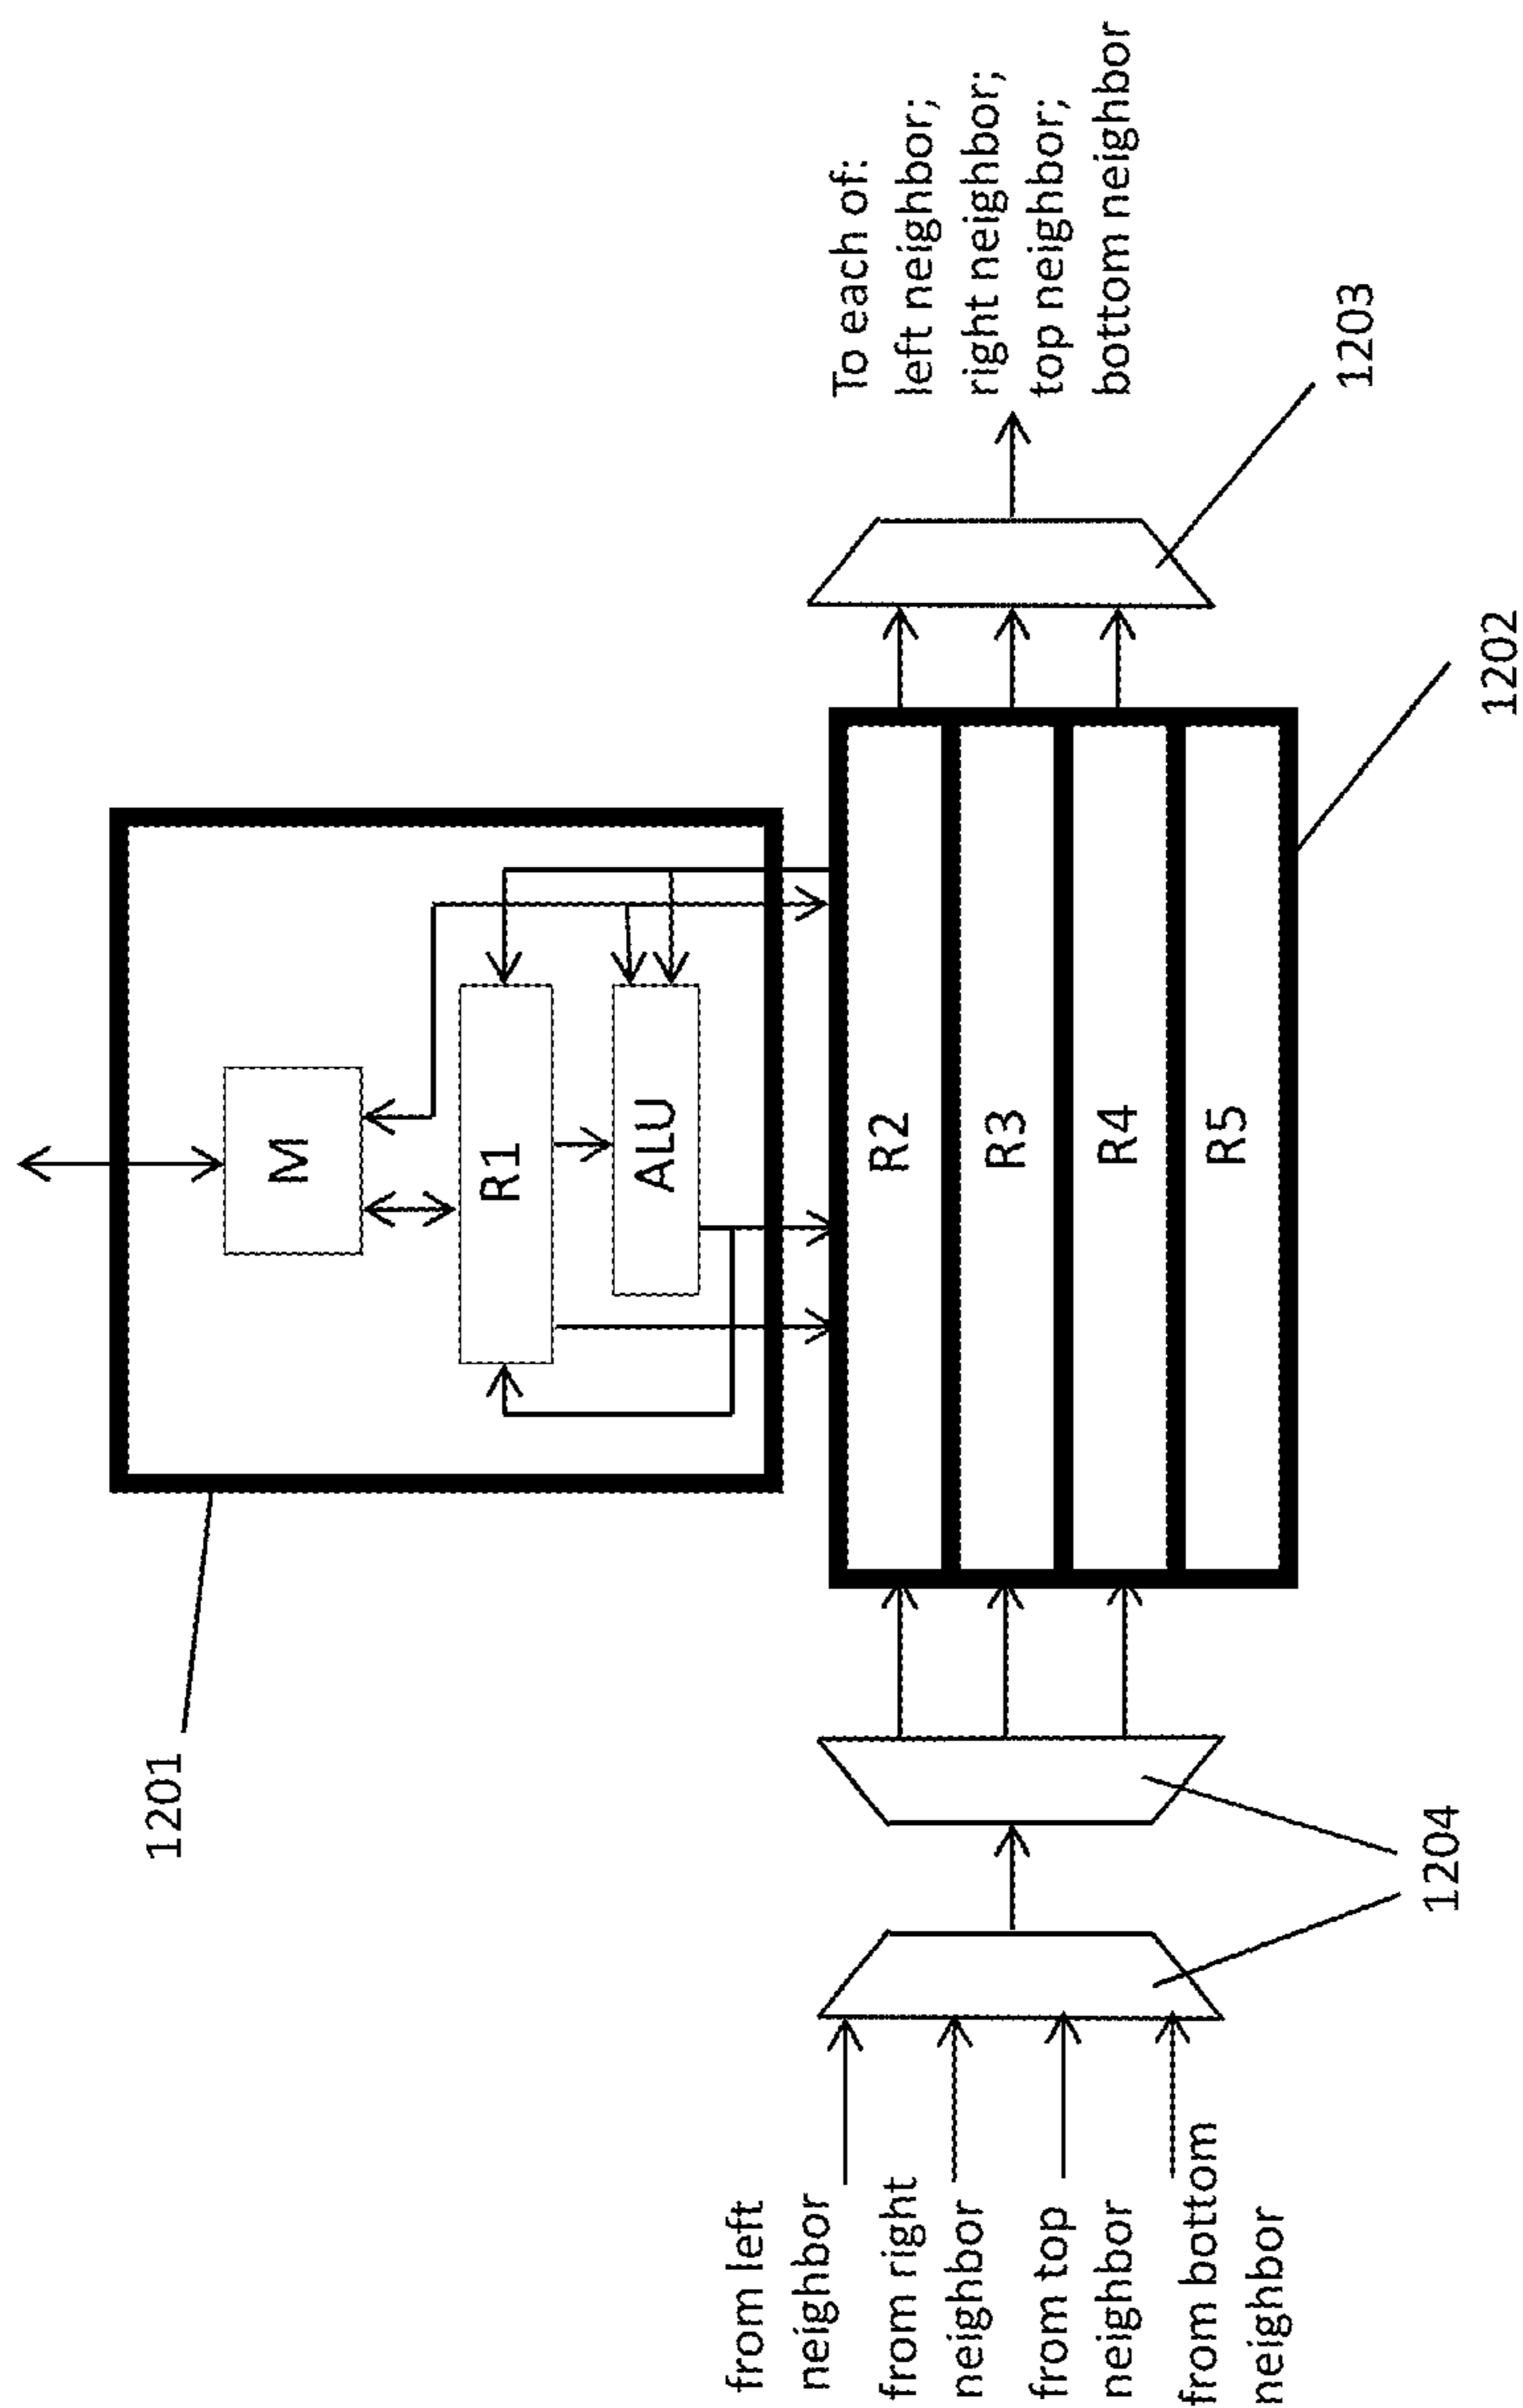 1201
M
R1
ALU
R2
R3
R4
R5
from left
neighbor
from right
neighbor
from top
neighbor
from bottom
neighbor
To each of:
left neighbor;
right neighbor;
top neighbor;
bottom neighbor
1204
1203
1202